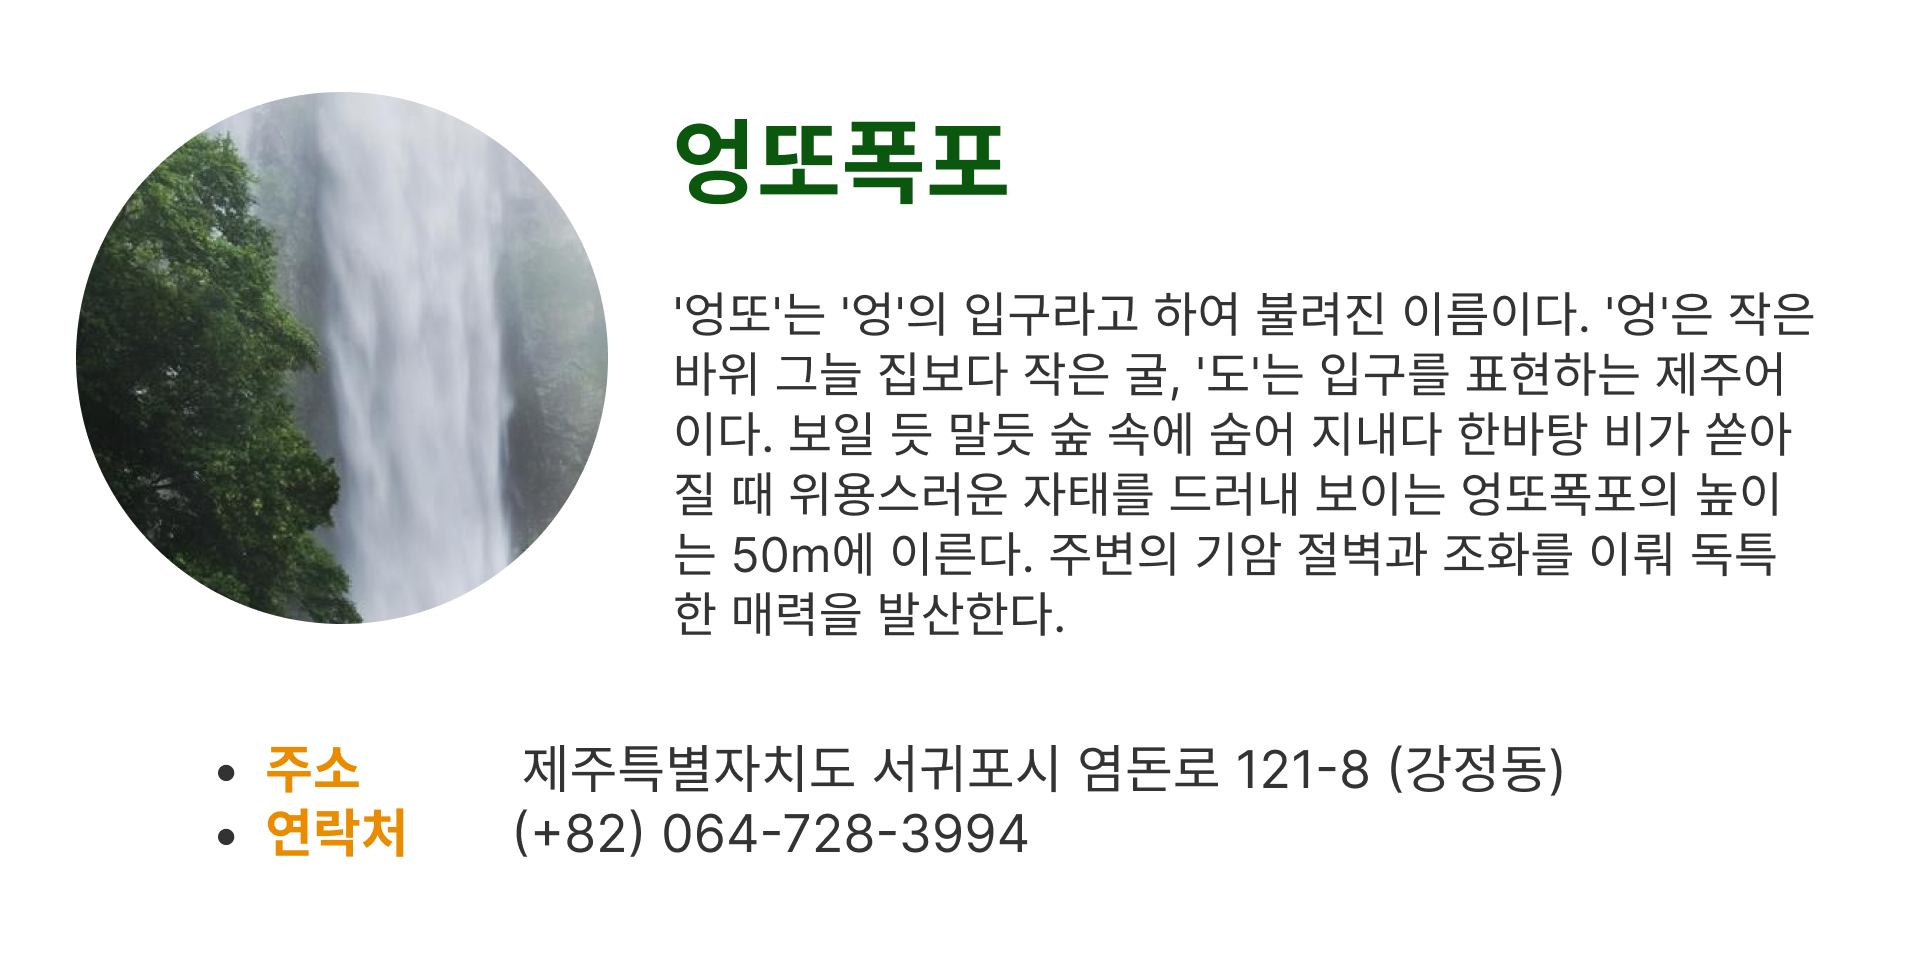 엉또폭포
'엉또'는 '엉'의 입구라고 하여 불려진 이름이다. '엉'은 작은
바위 그늘 집보다 작은 굴, '도'는 입구를 표현하는 제주어
이다. 보일 듯 말듯 숲 속에 숨어 지내다 한바탕 비가 쏟아
질 때 위용스러운 자태를 드러내 보이는 엉또폭포의 높이
는 50m에 이른다. 주변의 기암 절벽과 조화를 이뤄 독특
한 매력을 발산한다.
• 주소 제주특별자치도 서귀포시 염돈로 121-8 (강정동)
• 연락처 (+82) 064-728-3994